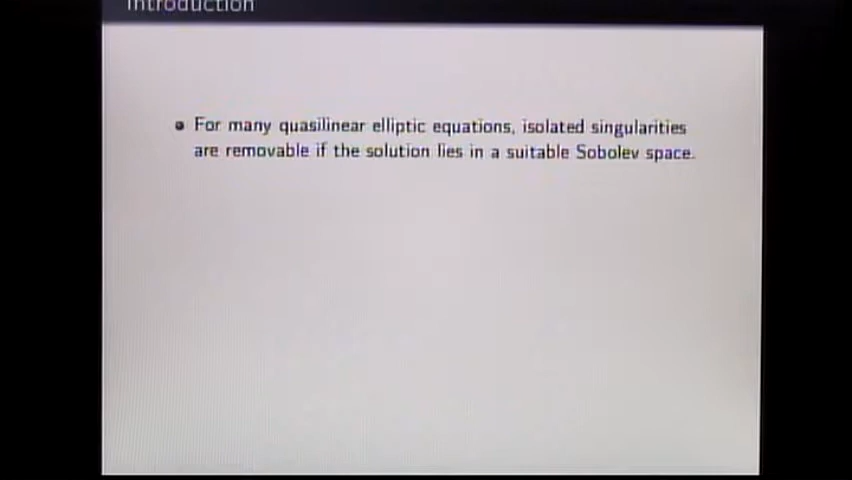 Introduction
For many quasilinear elliptic equations, isolated singularities
are removable if the solution lies in a suitable Sobolev space.